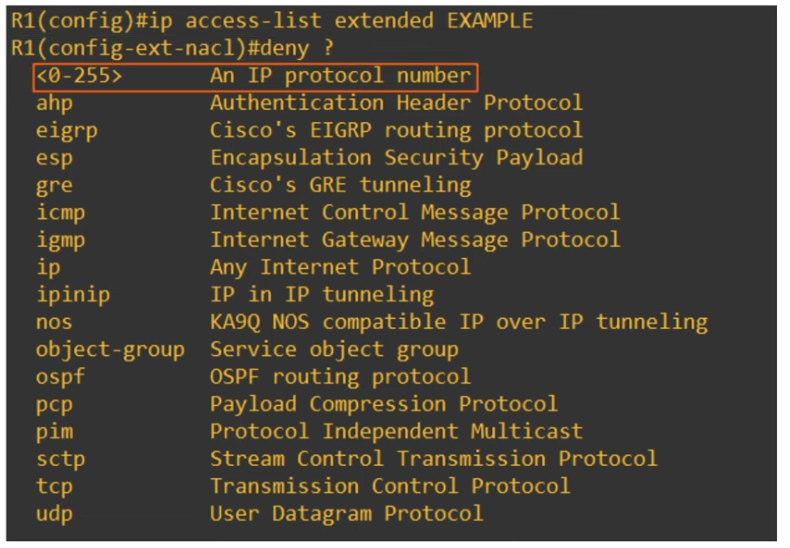 R1(config)#ip access-list extended EXAMPLE
R1(config-ext-nacl)#deny ?
<0-255> An IP protocol number
ahp Authentication Header Protocol
eigrp Cisco's EIGRP routing protocol
esp Encapsulation Security Payload
gre Cisco's GRE tunneling
icmp Internet Control Message Protocol
igmp Internet Gateway Message Protocol
ip Any Internet Protocol
ipinip IP in IP tunneling
nos KA9Q NOS compatible IP over IP tunneling
object-group Service object group
ospf OSPF routing protocol
pcp Payload Compression Protocol
pim Protocol Independent Multicast
sctp Stream Control Transmission Protocol
tcp Transmission Control Protocol
udp User Datagram Protocol